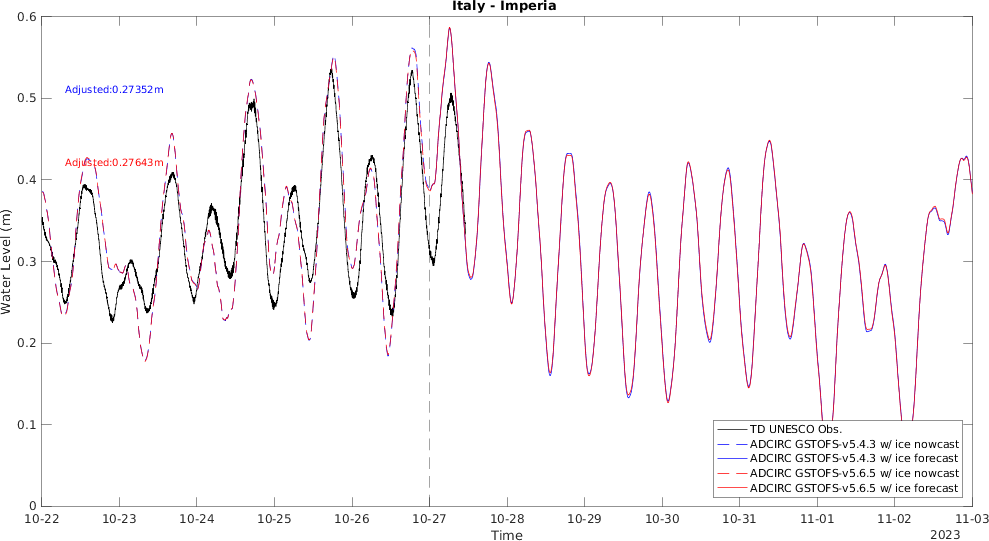 Italy - Imperia
0.6
0.5
0.4
0.3
0.2
0.1
0
Water Level (m)
Adjusted:0.27352m
Adjusted:0.27643m
TD UNESCO Obs.
ADCIRC GSTOFS-v5.4.3 w/ ice nowcast
ADCIRC GSTOFS-v5.4.3 w/ ice forecast
ADCIRC GSTOFS-v5.6.5 w/ ice nowcast
ADCIRC GSTOFS-v5.6.5 w/ ice forecast
10-22 10-23 10-24 10-25 10-26 10-27 10-28 10-29 10-30 10-31 11-01 11-02 11-03
Time
2023